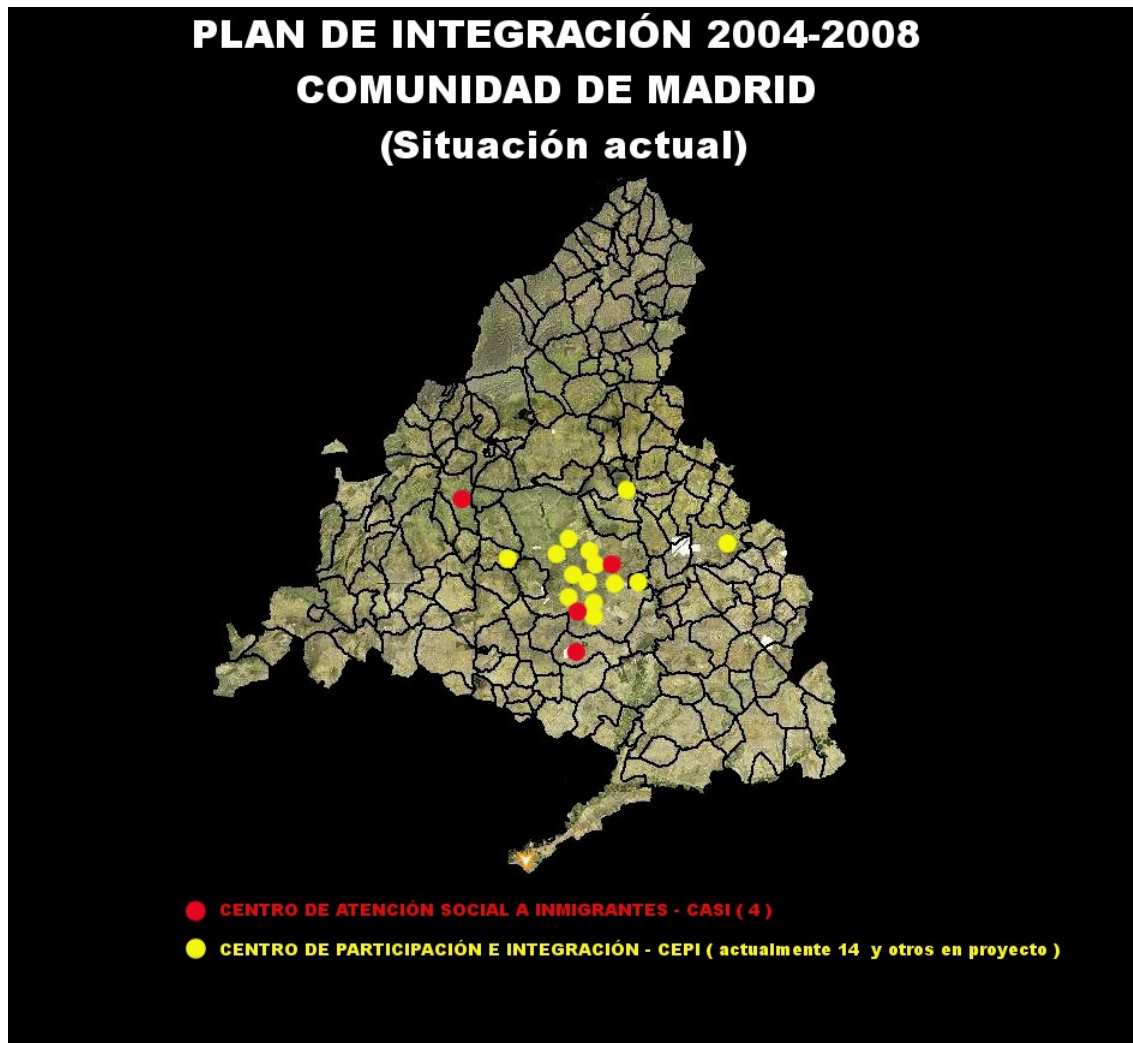 PLAN DE INTEGRACIÓN 2004-2008
COMUNIDAD DE MADRID
(Situación actual)
CENTRO DE ATENCIÓN SOCIAL A INMIGRANTES - CASI ( 4 )
CENTRO DE PARTICIPACIÓN E INTEGRACIÓN - CEPI ( actualmente 14 y otros en proyecto )